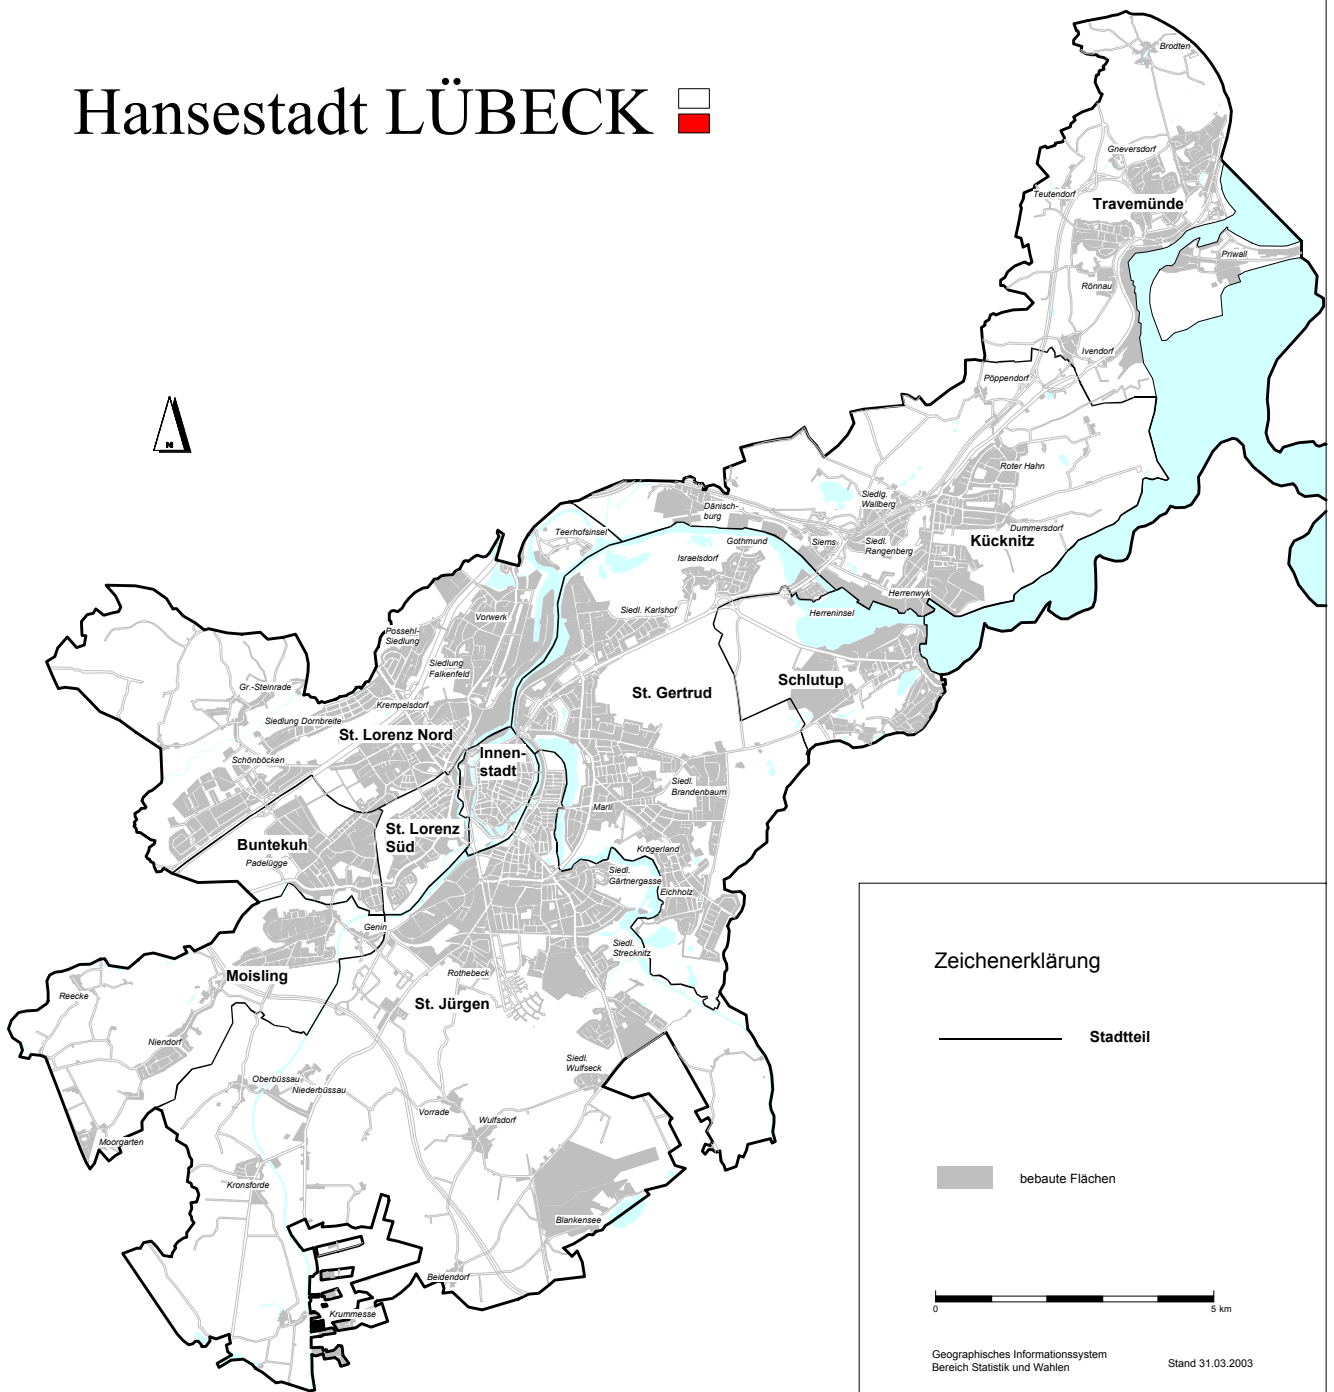 Hansestadt LÜBECK
Brodten
Gneversdorf
Teutendorf
Travemünde
Priwall
Rönnau
Ivendorf
Pöppendorf
N
Roter Hahn
Siedlg.
Wallberg
Dänisch-
burg
Dummersdorf
Teerhofsinsel
Gothmund
Siems
Siedl.
Rangenberg
Kücknitz
Israelsdorf
Herrenwyk
Siedl. Karlshof
Herreninsel
Vorwerk
Possehl-
Siedlung
Siedlung
Falkenfeld
Schlutup
St. Gertrud
Gr.-Steinrade
Krempelsdorf
Siedlung Dornbreite
St. Lorenz Nord
Innen-
stadt
Schönböcken
Siedl.
Brandenbaum
Marli
St. Lorenz
Süd
Buntekuh
Padelügge
Krögerland
Siedl.
Gärtnergasse
Eichholz
Genin
Siedl.
Strecknitz
Moisling
Rothebeck
Reecke
St. Jürgen
Niendorf
Siedl.
Wulfseck
Oberbüssau
Niederbüssau
Vorrade
Wulfsdorf
Moorgarten
Kronsforde
Blankensee
Beidendorf
Krummesse
Zeichenerklärung
Stadtteil
bebaute Flächen
0 5 km
Geographisches Informationssystem
Bereich Statistik und Wahlen
Stand 31.03.2003